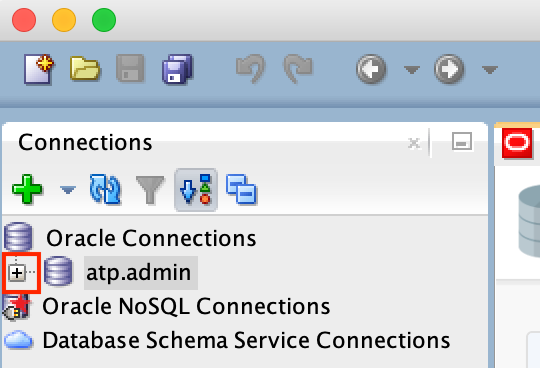 Connections
Oracle Connections
atp.admin
Oracle NoSQL Connections
Database Schema Service Connections